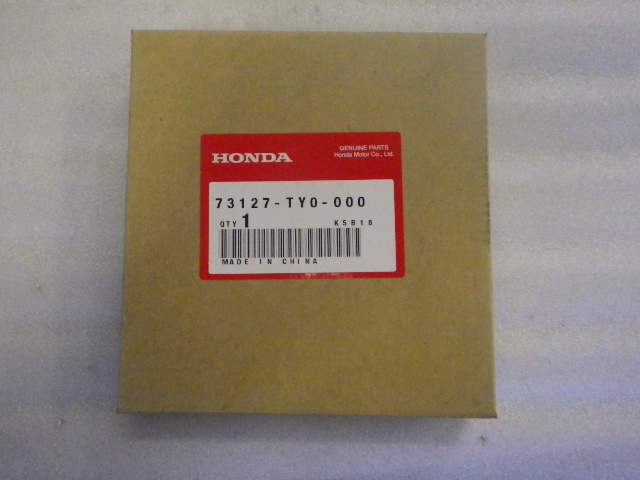 HONDA
GENUINE PARTS
Honda Motor Co., Ltd.
73127-TY0-000
QTY 1 K5B18
MADE IN CHINA